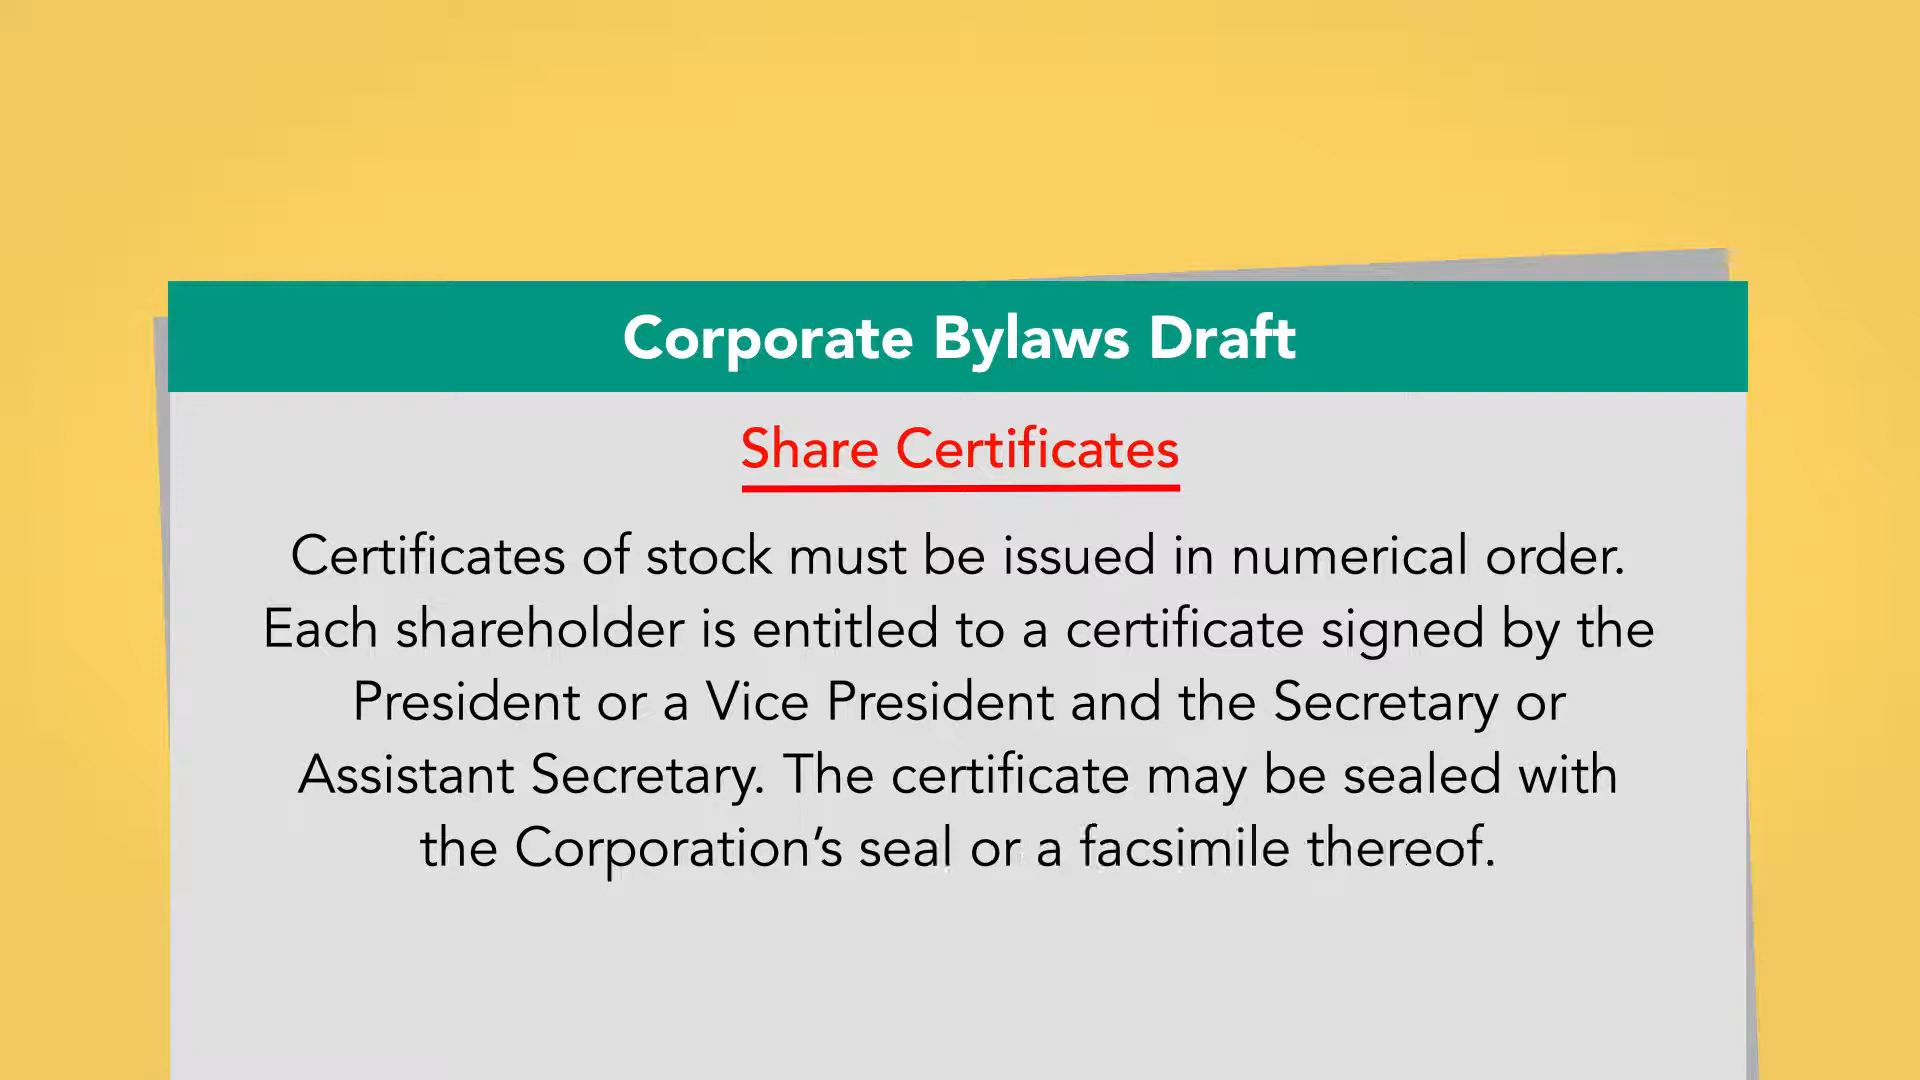 Corporate Bylaws Draft
Share Certificates
Certificates of stock must be issued in numerical order.
Each shareholder is entitled to a certificate signed by the
President or a Vice President and the Secretary or
Assistant Secretary. The certificate may be sealed with
the Corporation’s seal or a facsimile thereof.